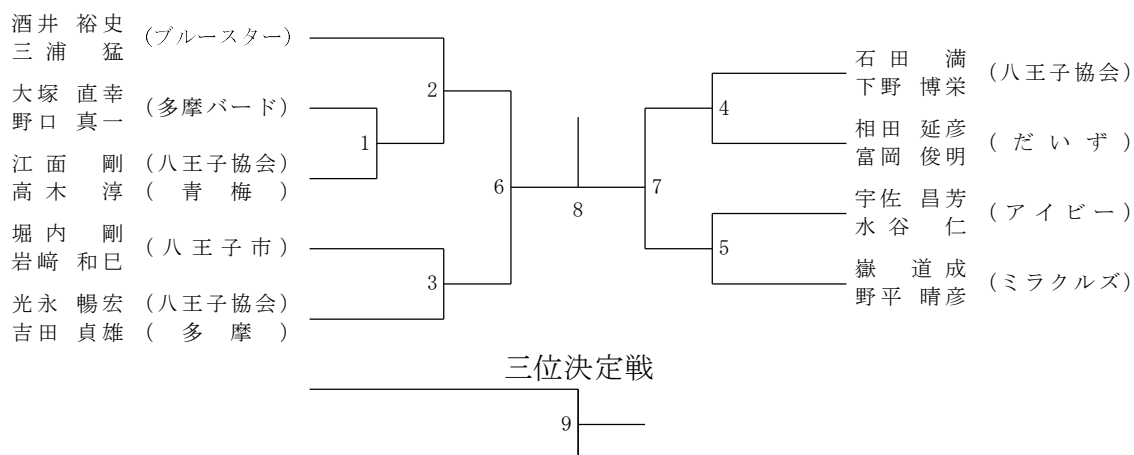 酒井 裕史 (ブルースター)
三浦 猛
2
大塚 直幸 (多摩バード)
野口 真一
1
江面 剛 (八王子協会)
高木 淳 (青梅)
6
堀内 剛 (八王子市)
岩﨑 和巳
3
光永 暢宏 (八王子協会)
吉田 貞雄 (多摩)
8
石田 満 (八王子協会)
下野 博栄
4
相田 延彦 (だいず)
富岡 俊明
7
宇佐 昌芳 (アイビー)
水谷 仁
5
嶽 道成 (ミラクルズ)
野平 晴彦
三位決定戦
9